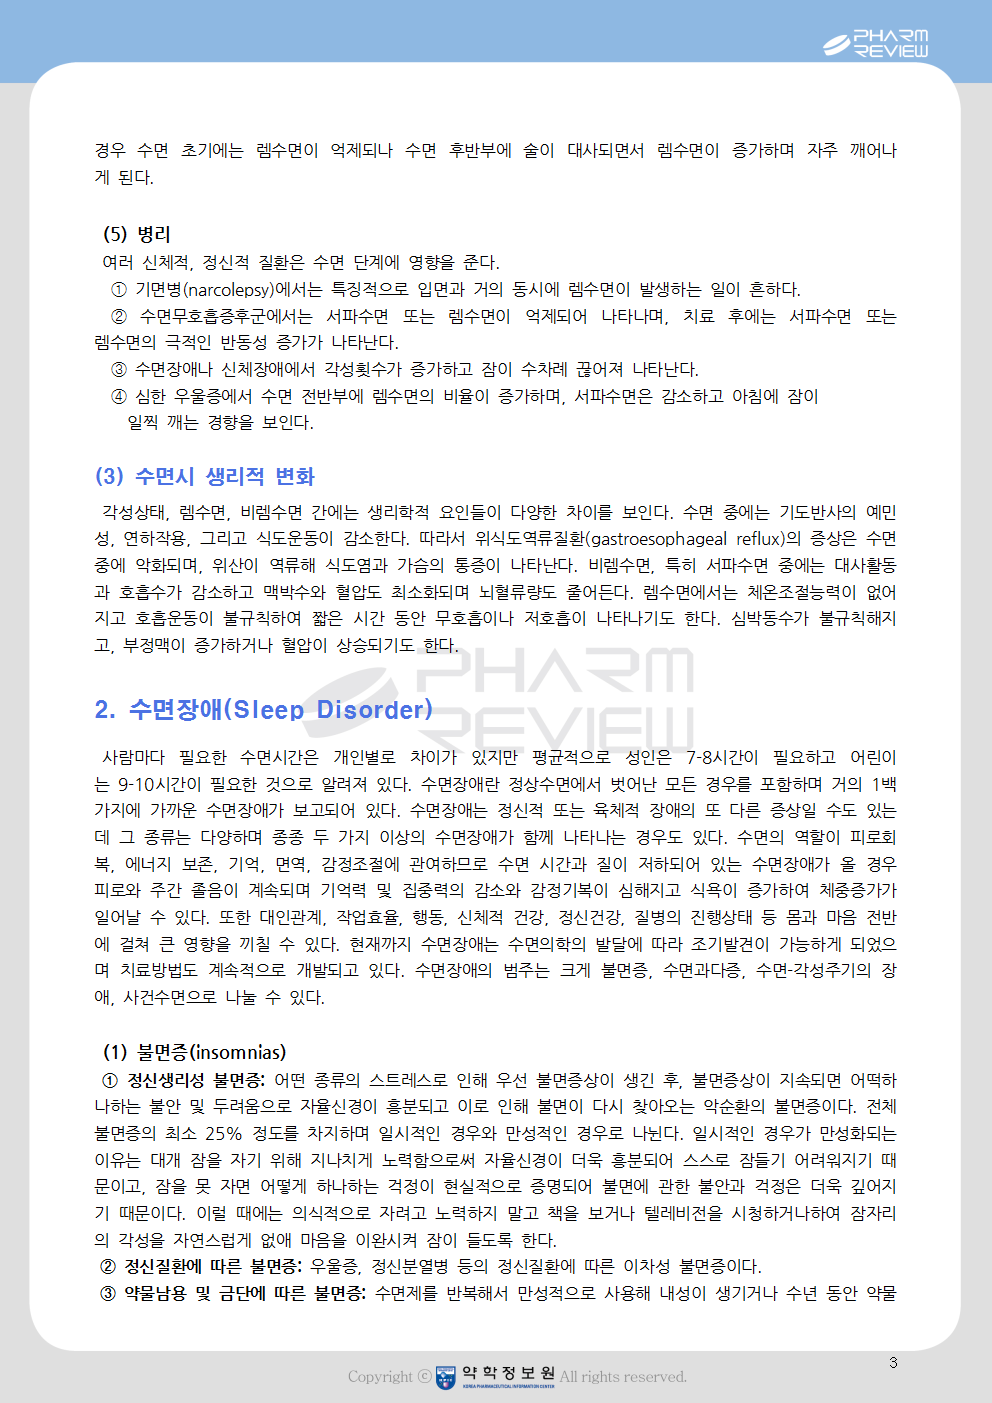 PHARM
REVIEW
경우 수면 초기에는 렘수면이 억제되나 수면 후반부에 술이 대사되면서 렘수면이 증가하며 자주 깨어나
게 된다.
(5) 병리
여러 신체적, 정신적 질환은 수면 단계에 영향을 준다.
① 기면병(narcolepsy)에서는 특징적으로 입면과 거의 동시에 렘수면이 발생하는 일이 흔하다.
② 수면무호흡증후군에서는 서파수면 또는 렘수면이 억제되어 나타나며, 치료 후에는 서파수면 또는
렘수면의 극적인 반동성 증가가 나타난다.
③ 수면장애나 신체장애에서 각성횟수가 증가하고 잠이 수차례 끊어져 나타난다.
④ 심한 우울증에서 수면 전반부에 렘수면의 비율이 증가하며, 서파수면은 감소하고 아침에 잠이
일찍 깨는 경향을 보인다.
(3) 수면시 생리적 변화
각성상태, 렘수면, 비렘수면 간에는 생리학적 요인들이 다양한 차이를 보인다. 수면 중에는 기도반사의 예민
성, 연하작용, 그리고 식도운동이 감소한다. 따라서 위식도역류질환(gastroesophageal reflux)의 증상은 수면
중에 악화되며, 위산이 역류해 식도염과 가슴의 통증이 나타난다. 비렘수면, 특히 서파수면 중에는 대사활동
과 호흡수가 감소하고 맥박수와 혈압도 최소화되며 뇌혈류량도 줄어든다. 렘수면에서는 체온조절능력이 없어
지고 호흡운동이 불규칙하여 짧은 시간 동안 무호흡이나 저호흡이 나타나기도 한다. 심박동수가 불규칙해지
고, 부정맥이 증가하거나 혈압이 상승되기도 한다.
PHARM
REVIEW
2. 수면장애(Sleep Disorder)
사람마다 필요한 수면시간은 개인별로 차이가 있지만 평균적으로 성인은 7-8시간이 필요하고 어린이
는 9-10시간이 필요한 것으로 알려져 있다. 수면장애란 정상수면에서 벗어난 모든 경우를 포함하며 거의 1백
가지에 가까운 수면장애가 보고되어 있다. 수면장애는 정신적 또는 육체적 장애의 또 다른 증상일 수도 있는
데 그 종류는 다양하며 종종 두 가지 이상의 수면장애가 함께 나타나는 경우도 있다. 수면의 역할이 피로회
복, 에너지 보존, 기억, 면역, 감정조절에 관여하므로 수면 시간과 질이 저하되어 있는 수면장애가 올 경우
피로와 주간 졸음이 계속되며 기억력 및 집중력의 감소와 감정기복이 심해지고 식욕이 증가하여 체중증가가
일어날 수 있다. 또한 대인관계, 작업효율, 행동, 신체적 건강, 정신건강, 질병의 진행상태 등 몸과 마음 전반
에 걸쳐 큰 영향을 끼칠 수 있다. 현재까지 수면장애는 수면의학의 발달에 따라 조기발견이 가능하게 되었으
며 치료방법도 계속적으로 개발되고 있다. 수면장애의 범주는 크게 불면증, 수면과다증, 수면-각성주기의 장
애, 사건수면으로 나눌 수 있다.
(1) 불면증(insomnias)
① 정신생리성 불면증: 어떤 종류의 스트레스로 인해 우선 불면증상이 생긴 후, 불면증상이 지속되면 어떡하
나하는 불안 및 두려움으로 자율신경이 흥분되고 이로 인해 불면이 다시 찾아오는 악순환의 불면증이다. 전체
불면증의 최소 25% 정도를 차지하며 일시적인 경우와 만성적인 경우로 나뉜다. 일시적인 경우가 만성화되는
이유는 대개 잠을 자기 위해 지나치게 노력함으로써 자율신경이 더욱 흥분되어 스스로 잠들기 어려워지기 때
문이고, 잠을 못 자면 어떻게 하나하는 걱정이 현실적으로 증명되어 불면에 관한 불안과 걱정은 더욱 깊어지
기 때문이다. 이럴 때에는 의식적으로 자려고 노력하지 말고 책을 보거나 텔레비전을 시청하거나하여 잠자리
의 각성을 자연스럽게 없애 마음을 이완시켜 잠이 들도록 한다.
② 정신질환에 따른 불면증: 우울증, 정신분열병 등의 정신질환에 따른 이차성 불면증이다.
③ 약물남용 및 금단에 따른 불면증: 수면제를 반복해서 만성적으로 사용해 내성이 생기거나 수년 동안 약물
3
Copyright ⓒ 약학정보원 All rights reserved.
KOREA PHARMACEUTICAL INFORMATION CENTER